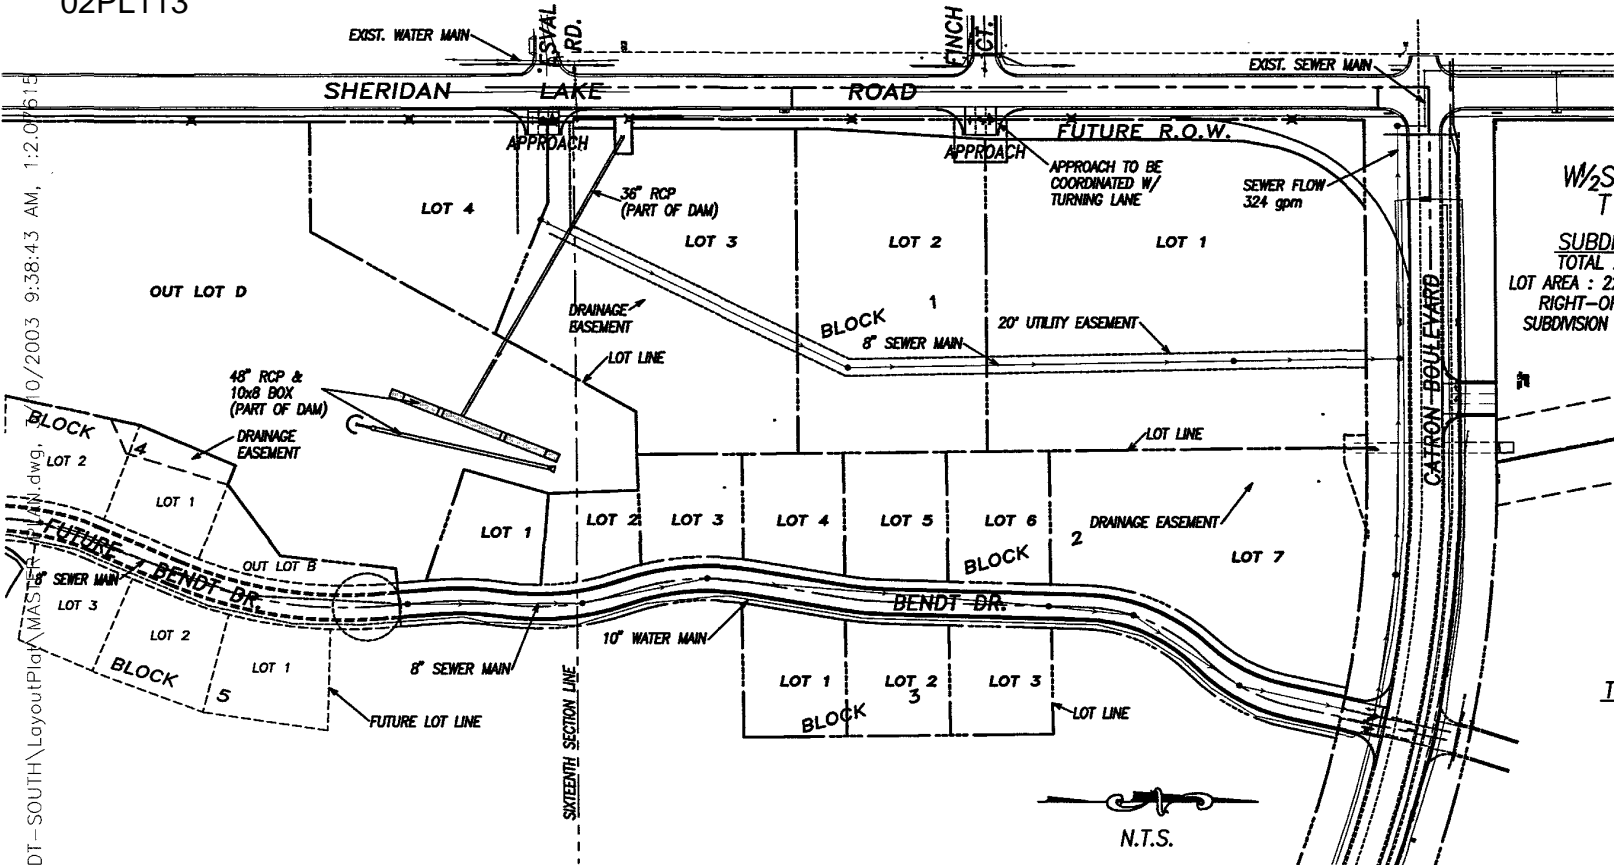 02PL113
EXIST. WATER MAIN
RD.
FINCH
CT.
EXIST. SEWER MAIN
SHERIDAN LAKE ROAD
FUTURE R.O.W.
APPROACH
APPROACH
APPROACH TO BE
COORDINATED W/
TURNING LANE
SEWER FLOW
324 gpm
36" RCP
(PART OF DAM)
LOT 4
LOT 3
LOT 2
LOT 1
OUT LOT D
DRAINAGE
EASEMENT
BLOCK 1
20' UTILITY EASEMENT
8" SEWER MAIN
LOT LINE
CATRON BOULEVARD
SUBDI
TOTAL
LOT AREA : 2
RIGHT-O
SUBDIVISION
48" RCP &
10x8 BOX
(PART OF DAM)
DRAINAGE
EASEMENT
BLOCK 4
LOT 2
LOT 1
LOT LINE
LOT 1
LOT 2
LOT 3
LOT 4
LOT 5
LOT 6
BLOCK 2
DRAINAGE EASEMENT
LOT 7
FUTURE BENDT DR.
OUT LOT B
8" SEWER MAIN
LOT 3
LOT 2
LOT 1
BLOCK 5
FUTURE LOT LINE
8" SEWER MAIN
10" WATER MAIN
BENDT DR.
SIXTEENTH SECTION LINE
LOT 1
LOT 2
LOT 3
BLOCK 3
LOT LINE
N.T.S.